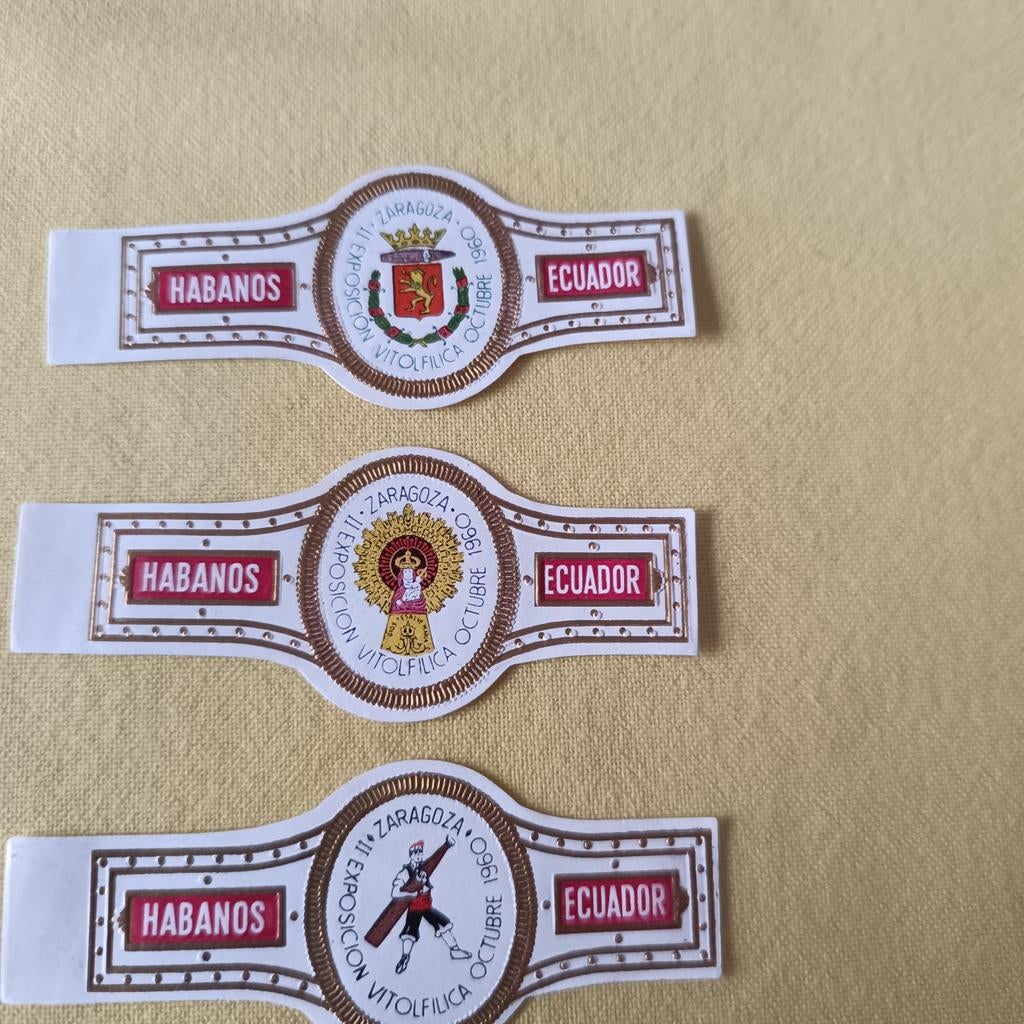 HABANOS
· ZARAGOZA ·
II EXPOSICION VITOLFILICA OCTUBRE 1960
ECUADOR
HABANOS
· ZARAGOZA ·
II EXPOSICION VITOLFILICA OCTUBRE 1960
ECUADOR
HABANOS
♦ ZARAGOZA ♦
II EXPOSICION VITOLFILICA OCTUBRE 1960
ECUADOR